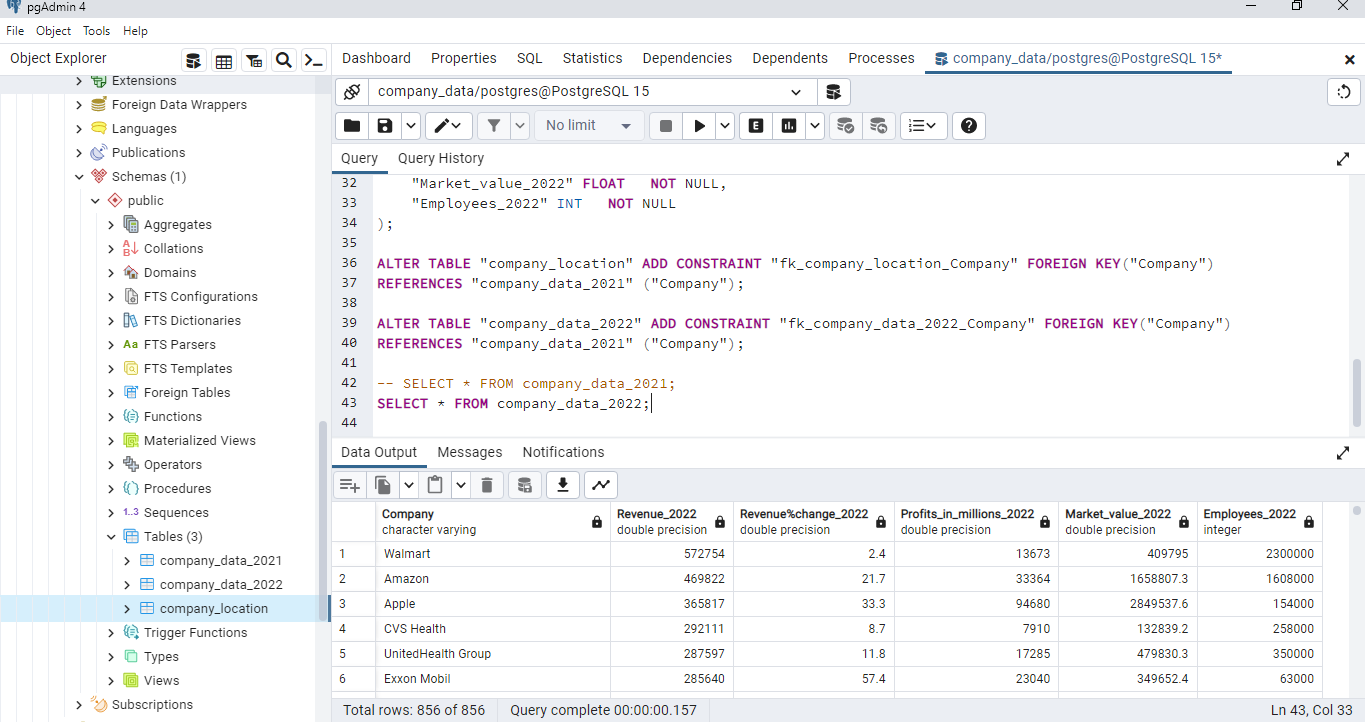 pgAdmin 4
File Object Tools Help
Object Explorer
Dashboard Properties SQL Statistics Dependencies Dependents Processes company_data/postgres@PostgreSQL 15*
Extensions
Foreign Data Wrappers
Languages
Publications
Schemas (1)
public
Aggregates
Collations
Domains
FTS Configurations
FTS Dictionaries
Aa FTS Parsers
FTS Templates
Foreign Tables
Functions
Materialized Views
Operators
Procedures
1..3 Sequences
Tables (3)
company_data_2021
company_data_2022
company_location
Trigger Functions
Types
Views
Subscriptions
company_data/postgres@PostgreSQL 15
No limit E
Query Query History
32 "Market_value_2022" FLOAT NOT NULL,
33 "Employees_2022" INT NOT NULL
34 );
35
36 ALTER TABLE "company_location" ADD CONSTRAINT "fk_company_location_Company" FOREIGN KEY("Company")
37 REFERENCES "company_data_2021" ("Company");
38
39 ALTER TABLE "company_data_2022" ADD CONSTRAINT "fk_company_data_2022_Company" FOREIGN KEY("Company")
40 REFERENCES "company_data_2021" ("Company");
41
42 -- SELECT * FROM company_data_2021;
43 SELECT * FROM company_data_2022;
44
Data Output Messages Notifications
Company Revenue_2022 Revenue%change_2022 Profits_in_millions_2022 Market_value_2022 Employees_2022
character varying double precision double precision double precision double precision integer
1 Walmart 572754 2.4 13673 409795 2300000
2 Amazon 469822 21.7 33364 1658807.3 1608000
3 Apple 365817 33.3 94680 2849537.6 154000
4 CVS Health 292111 8.7 7910 132839.2 258000
5 UnitedHealth Group 287597 11.8 17285 479830.3 350000
6 Exxon Mobil 285640 57.4 23040 349652.4 63000
Total rows: 856 of 856 Query complete 00:00:00.157 Ln 43, Col 33